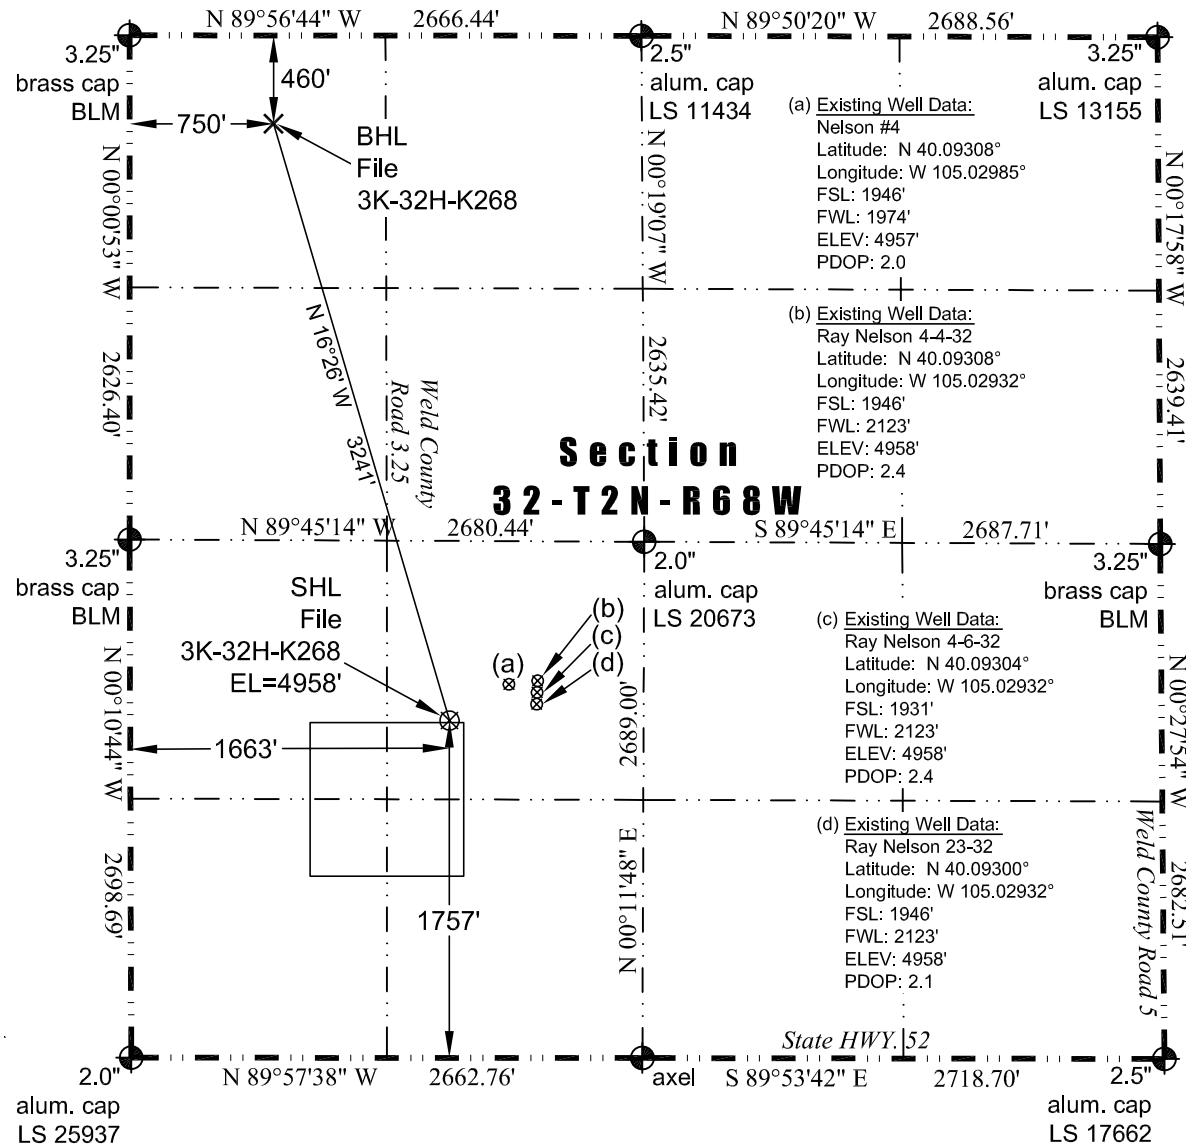 N 89°56'44" W 2666.44'
N 89°50'20" W 2688.56'
3.25"
brass cap
BLM
460'
750'
BHL
File
3K-32H-K268
2.5"
alum. cap
LS 11434
3.25"
alum. cap
LS 13155
(a) Existing Well Data:
Nelson #4
Latitude: N 40.09308°
Longitude: W 105.02985°
FSL: 1946'
FWL: 1974'
ELEV: 4957'
PDOP: 2.0
N 00°00'53" W
2626.40'
N 00°19'07" W
2635.42'
N 00°17'58" W
2639.41'
N 16°26' W
3241'
Weld County
Road 3.25
(b) Existing Well Data:
Ray Nelson 4-4-32
Latitude: N 40.09308°
Longitude: W 105.02932°
FSL: 1946'
FWL: 2123'
ELEV: 4958'
PDOP: 2.4
Section
32-T2N-R68W
N 89°45'14" W 2680.44'
S 89°45'14" E 2687.71'
3.25"
brass cap
BLM
2.0"
alum. cap
LS 20673
3.25"
brass cap
BLM
SHL
File
3K-32H-K268
EL=4958'
(a)
(b)
(c)
(d)
(c) Existing Well Data:
Ray Nelson 4-6-32
Latitude: N 40.09304°
Longitude: W 105.02932°
FSL: 1931'
FWL: 2123'
ELEV: 4958'
PDOP: 2.4
N 00°10'44" W
2698.69'
1663'
1757'
2689.00'
N 00°11'48" E
N 00°27'54" W
2682.51'
Weld County Road 5
(d) Existing Well Data:
Ray Nelson 23-32
Latitude: N 40.09300°
Longitude: W 105.02932°
FSL: 1946'
FWL: 2123'
ELEV: 4958'
PDOP: 2.1
State HWY. 52
2.0"
alum. cap
LS 25937
N 89°57'38" W 2662.76'
axel
S 89°53'42" E 2718.70'
2.5"
alum. cap
LS 17662